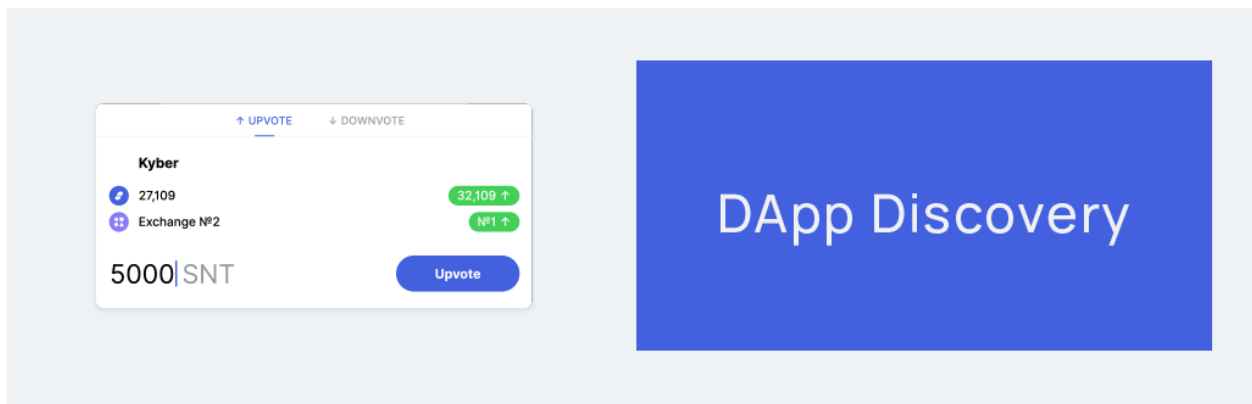 ↑ UPVOTE ↓ DOWNVOTE
Kyber
27,109 32,109 ↑
Exchange №2 №1 ↑
5000 SNT Upvote
DApp Discovery